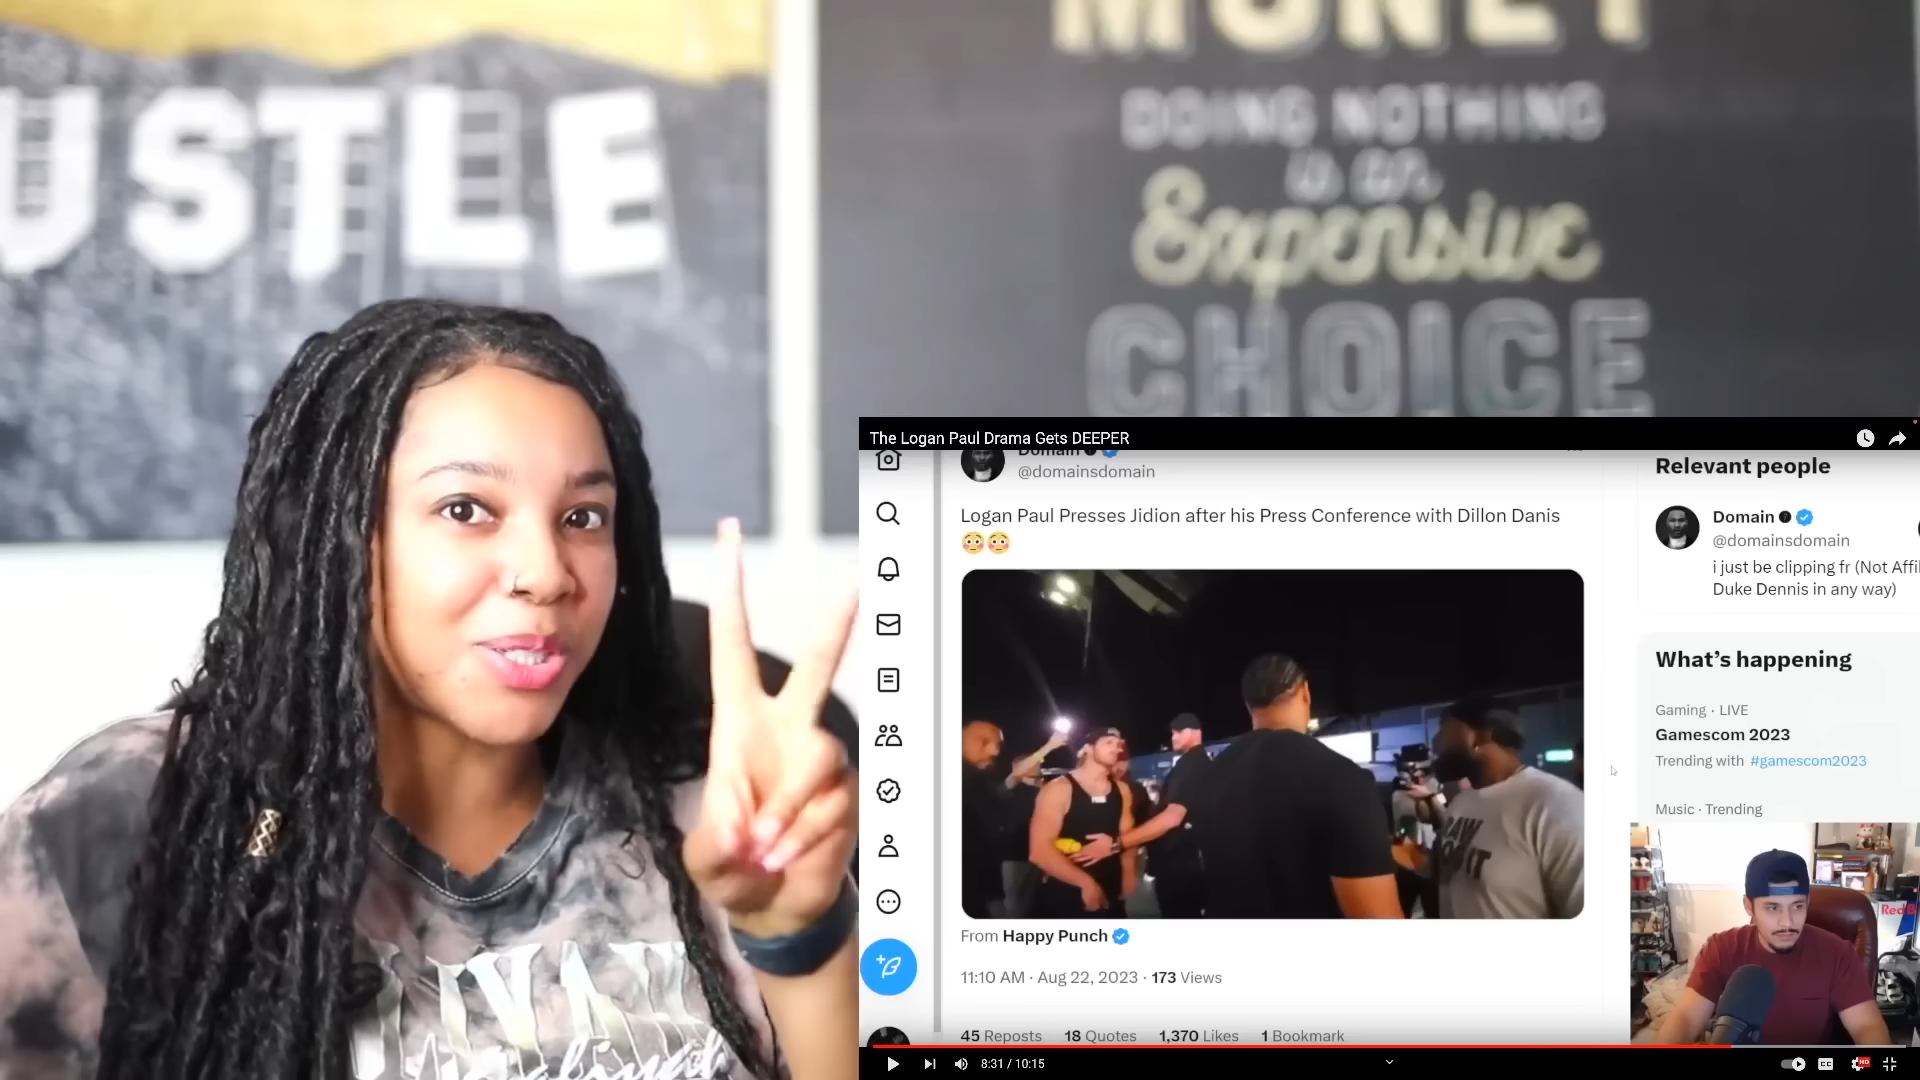 USTLE
MONEY
DOING NOTHING
is an
Expensive
CHOICE
The Logan Paul Drama Gets DEEPER
Domain
@domainsdomain
Logan Paul Presses Jidion after his Press Conference with Dillon Danis
😳😳
From Happy Punch
11:10 AM · Aug 22, 2023 · 173 Views
45 Reposts 18 Quotes 1,370 Likes 1 Bookmark
Relevant people
Domain
@domainsdomain
i just be clipping fr (Not Affi
Duke Dennis in any way)
What's happening
Gaming · LIVE
Gamescom 2023
Trending with #gamescom2023
Music · Trending
Red B
8:31 / 10:15
CC
HD